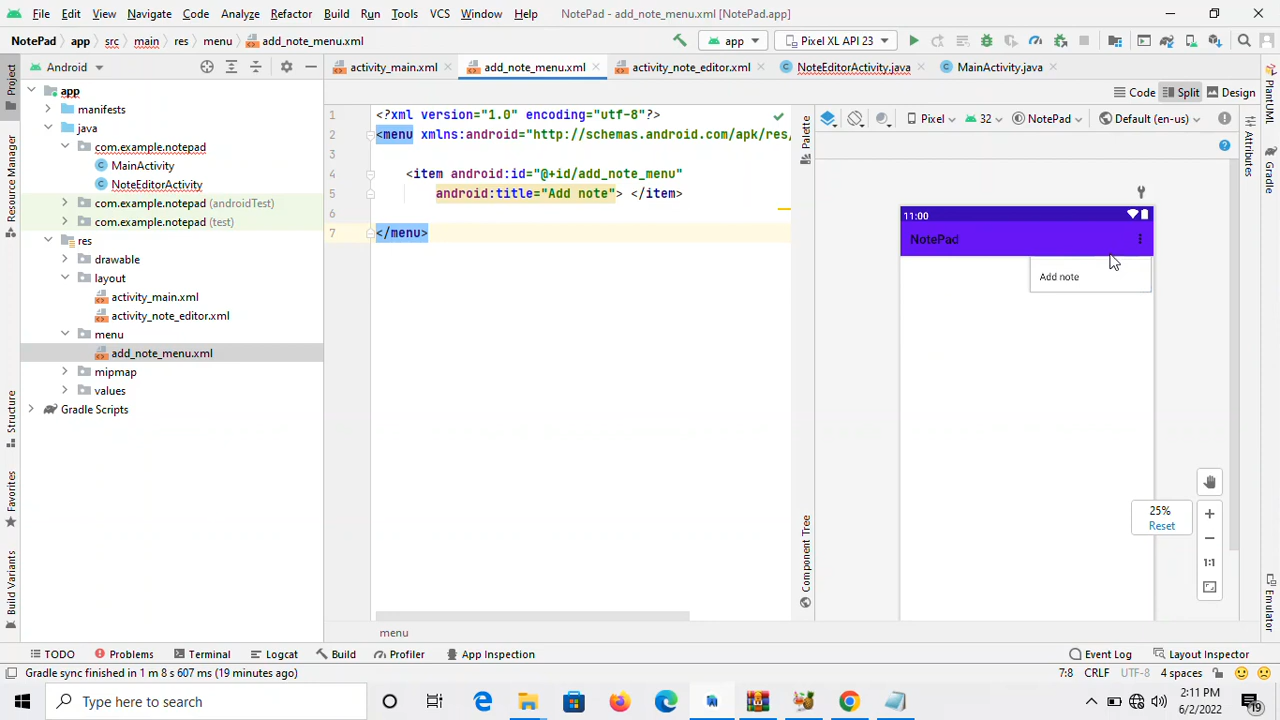 File Edit View Navigate Code Analyze Refactor Build Run Tools VCS Window Help NotePad - add_note_menu.xml [NotePad.app]
NotePad app src main res menu add_note_menu.xml app Pixel XL API 23
Project
Android
activity_main.xml add_note_menu.xml activity_note_editor.xml NoteEditorActivity.java MainActivity.java
Code Split Design
app
manifests
java
com.example.notepad
MainActivity
NoteEditorActivity
com.example.notepad (androidTest)
com.example.notepad (test)
res
drawable
layout
activity_main.xml
activity_note_editor.xml
menu
add_note_menu.xml
mipmap
values
Gradle Scripts
Resource Manager
Structure
Favorites
Build Variants
1 <?xml version="1.0" encoding="utf-8"?>
2 <menu xmlns:android="http://schemas.android.com/apk/res/
3
4 <item android:id="@+id/add_note_menu"
5 android:title="Add note"> </item>
6
7 </menu>
menu
Palette
Component Tree
Pixel 32 NotePad Default (en-us)
11:00
NotePad
Add note
25%
Reset
1:1
Attributes
PlantUML
Gradle
Emulator
TODO Problems Terminal Logcat Build Profiler App Inspection Event Log Layout Inspector
Gradle sync finished in 1 m 8 s 607 ms (19 minutes ago) 7:8 CRLF UTF-8 4 spaces
Type here to search
2:11 PM
6/2/2022
19